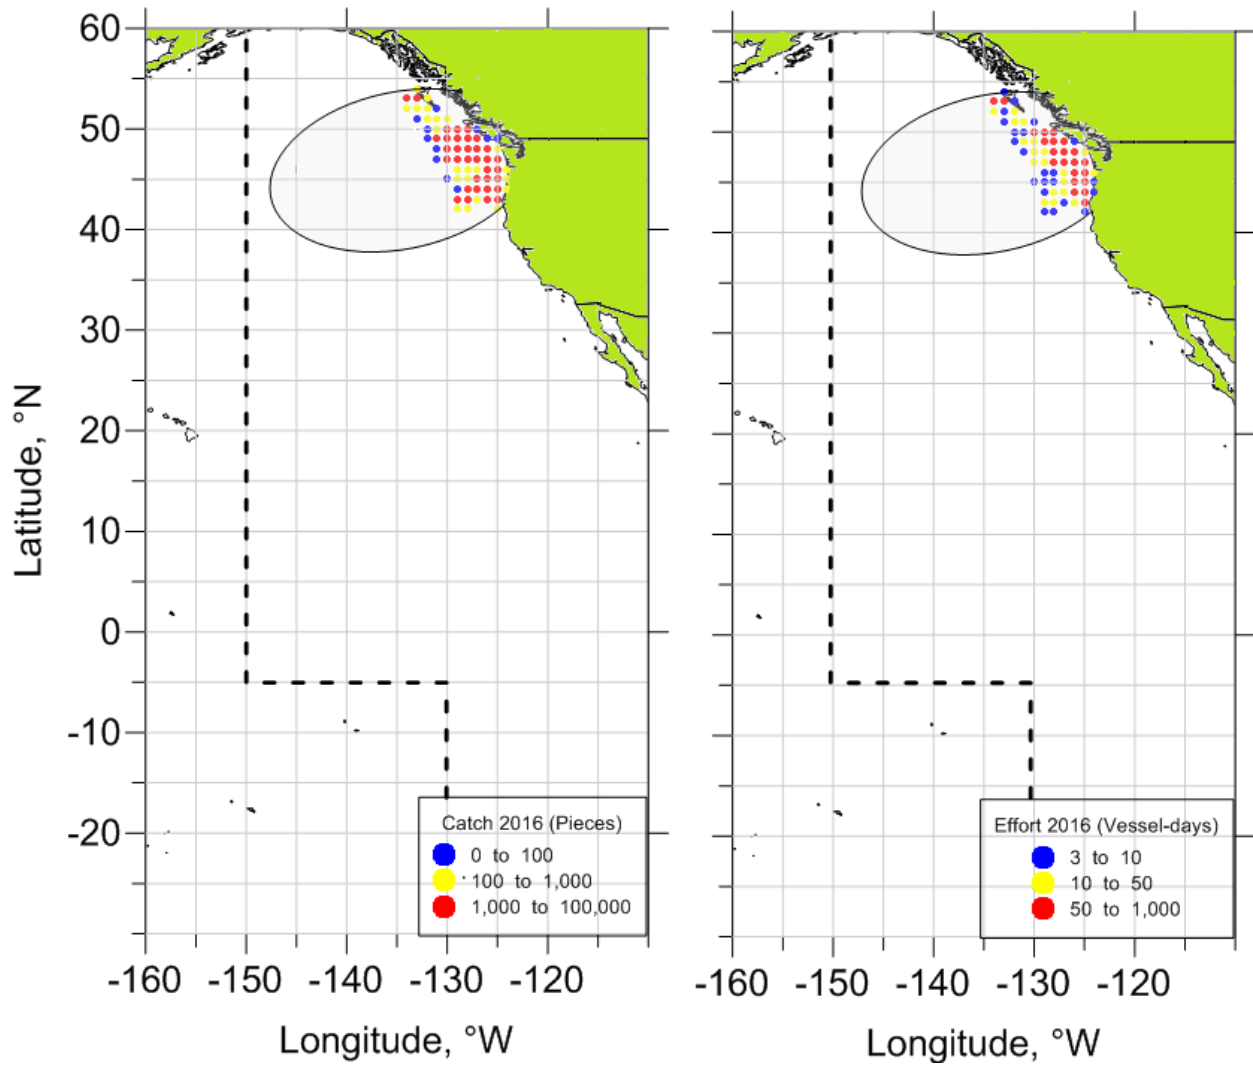 60
50
40
30
20
10
0
-10
-20
Latitude, °N
Catch 2016 (Pieces)
0 to 100
100 to 1,000
1,000 to 100,000
-160 -150 -140 -130 -120
Longitude, °W
Effort 2016 (Vessel-days)
3 to 10
10 to 50
50 to 1,000
-160 -150 -140 -130 -120
Longitude, °W